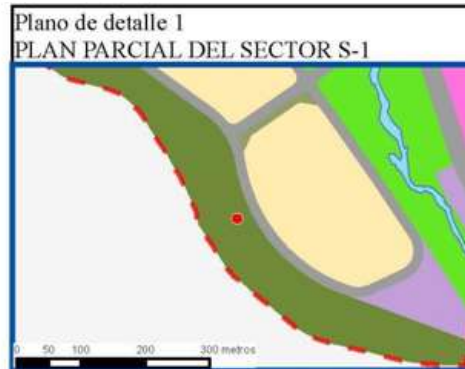 Plano de detalle 1
PLAN PARCIAL DEL SECTOR S-1
0 50 100 200 300 metros